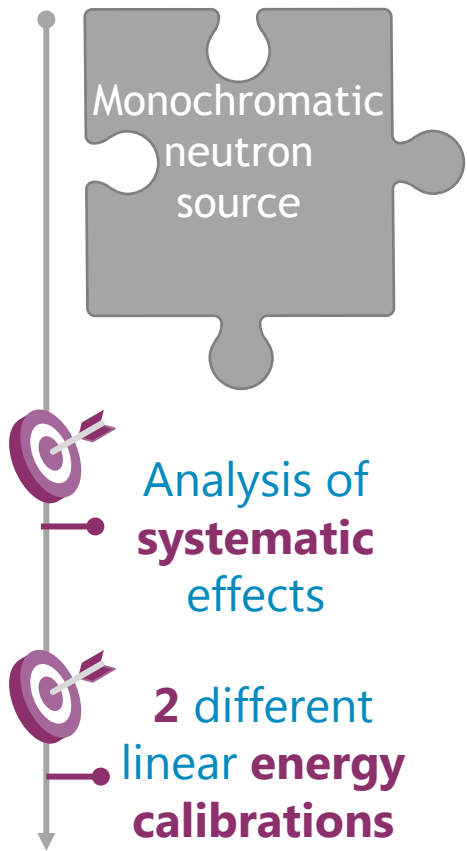 Monochromatic
neutron
source
Analysis of
systematic
effects
2 different
linear energy
calibrations